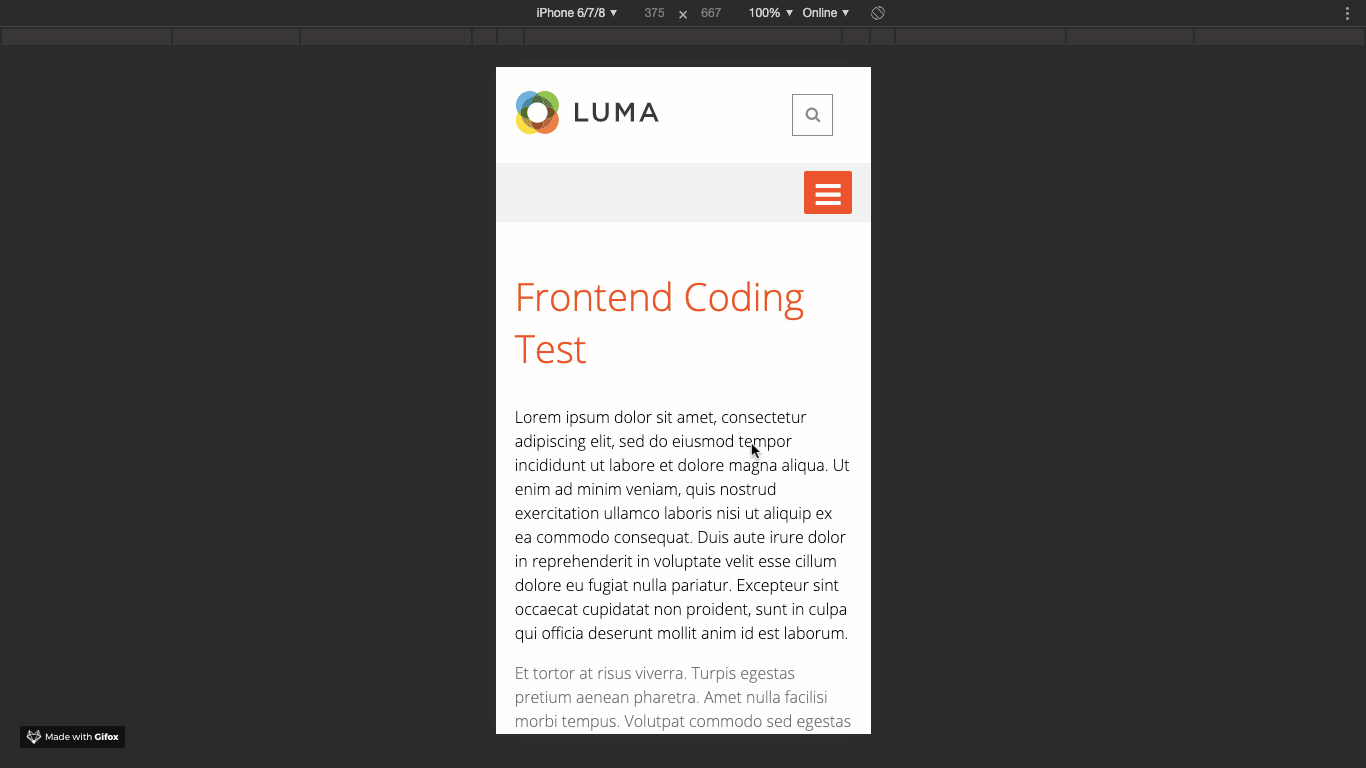 iPhone 6/7/8 ▼ 375 × 667 100% ▼ Online ▼
LUMA
Frontend Coding
Test
Lorem ipsum dolor sit amet, consectetur
adipiscing elit, sed do eiusmod tempor
incididunt ut labore et dolore magna aliqua. Ut
enim ad minim veniam, quis nostrud
exercitation ullamco laboris nisi ut aliquip ex
ea commodo consequat. Duis aute irure dolor
in reprehenderit in voluptate velit esse cillum
dolore eu fugiat nulla pariatur. Excepteur sint
occaecat cupidatat non proident, sunt in culpa
qui officia deserunt mollit anim id est laborum.
Et tortor at risus viverra. Turpis egestas
pretium aenean pharetra. Amet nulla facilisi
morbi tempus. Volutpat commodo sed egestas
Made with Gifox